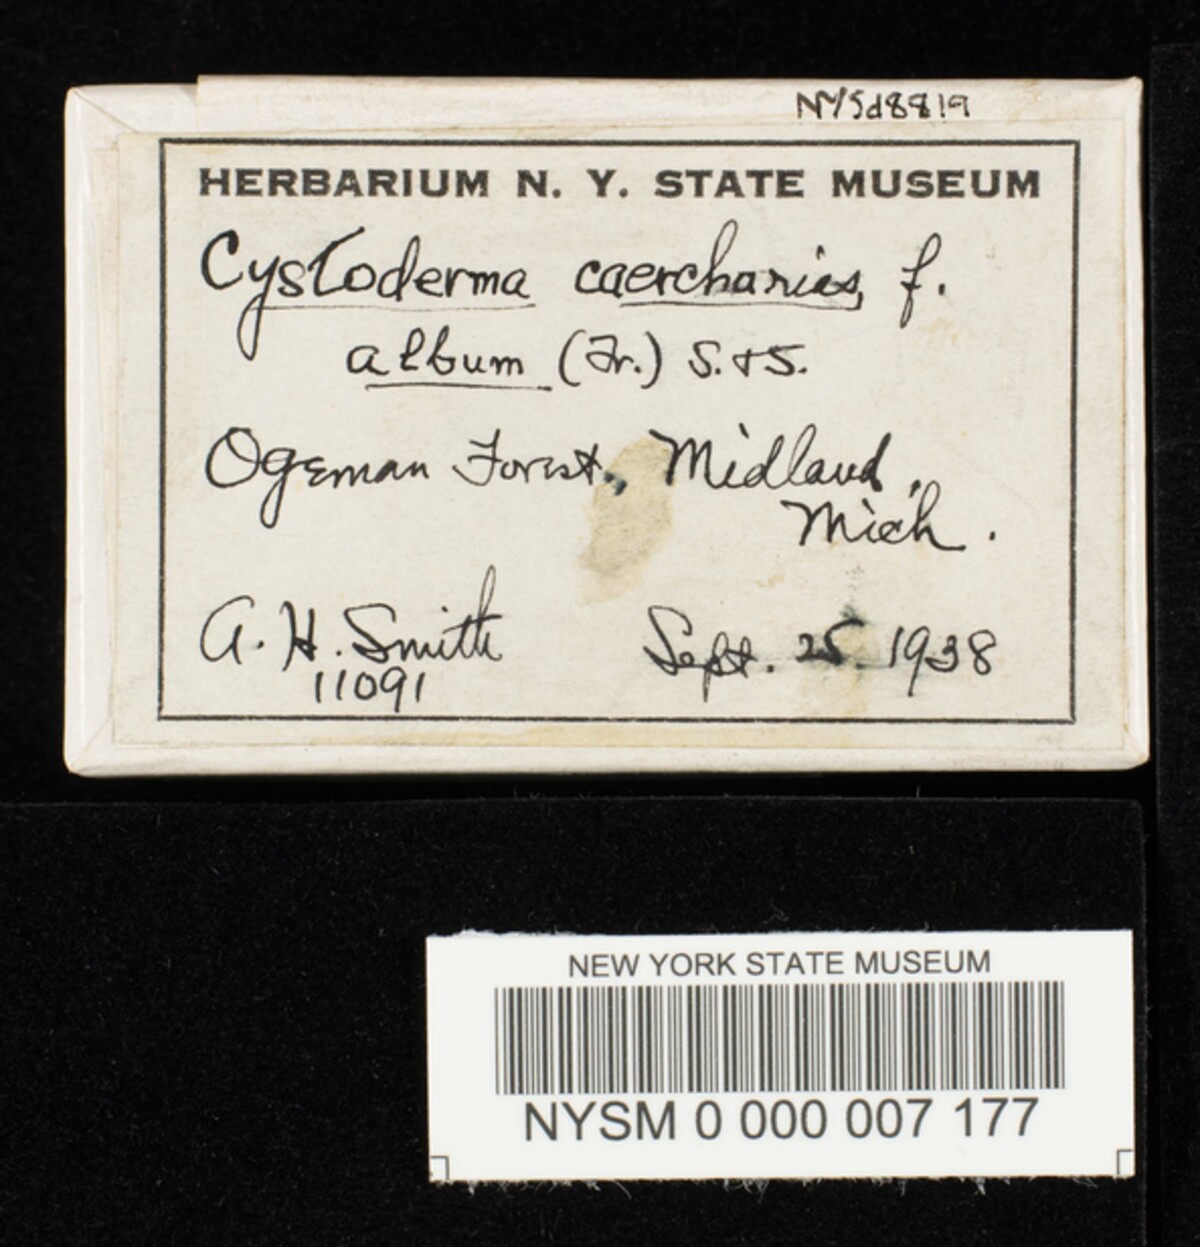 NYSd8819
HERBARIUM N. Y. STATE MUSEUM
Cystoderma caercharias f.
album (Fr.) S. & S.
Ogeman Forest, Midland,
Mich.
A. H. Smith Sept. 25. 1938
11091
NEW YORK STATE MUSEUM
NYSM 0 000 007 177